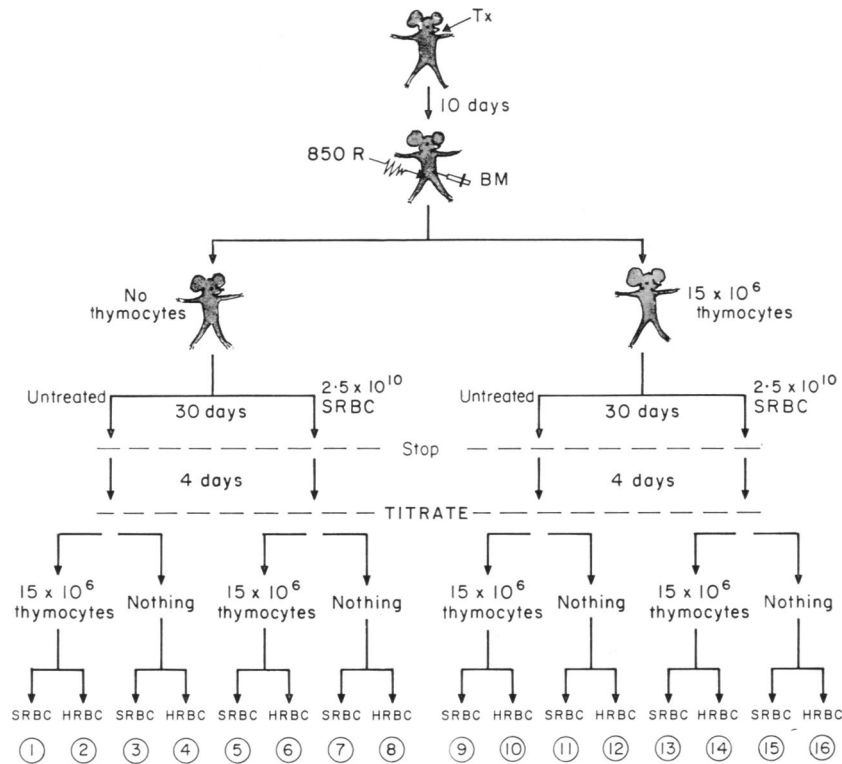 Tx
10 days
850 R
BM
No
thymocytes
15 x 10⁶
thymocytes
Untreated
30 days
2·5 x 10¹⁰
SRBC
Untreated
30 days
2·5 x 10¹⁰
SRBC
Stop
4 days
4 days
TITRATE
15 x 10⁶
thymocytes
Nothing
15 x 10⁶
thymocytes
Nothing
15 x 10⁶
thymocytes
Nothing
15 x 10⁶
thymocytes
Nothing
SRBC HRBC SRBC HRBC SRBC HRBC SRBC HRBC SRBC HRBC SRBC HRBC SRBC HRBC SRBC HRBC
1 2 3 4 5 6 7 8 9 10 11 12 13 14 15 16